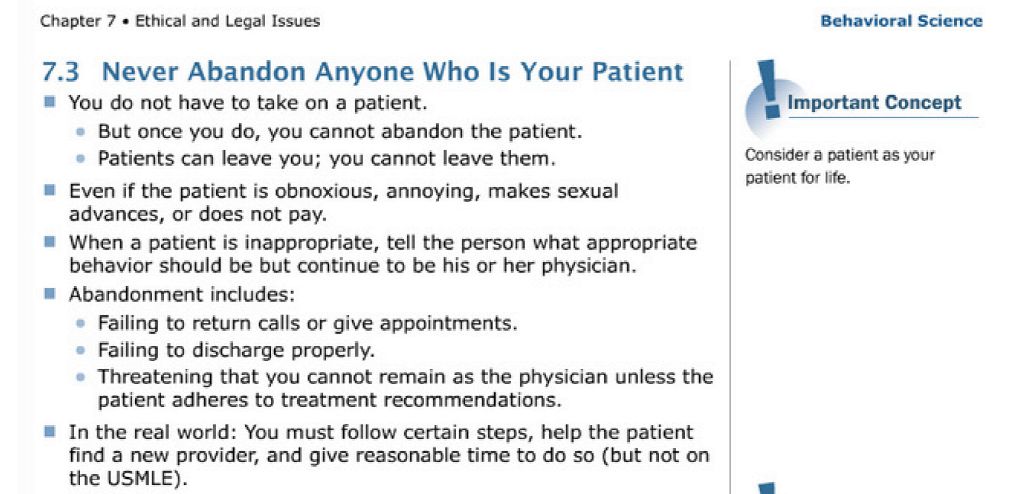 Chapter 7 • Ethical and Legal Issues
Behavioral Science
7.3 Never Abandon Anyone Who Is Your Patient
You do not have to take on a patient.
But once you do, you cannot abandon the patient.
Patients can leave you; you cannot leave them.
Even if the patient is obnoxious, annoying, makes sexual
advances, or does not pay.
When a patient is inappropriate, tell the person what appropriate
behavior should be but continue to be his or her physician.
Abandonment includes:
Failing to return calls or give appointments.
Failing to discharge properly.
Threatening that you cannot remain as the physician unless the
patient adheres to treatment recommendations.
In the real world: You must follow certain steps, help the patient
find a new provider, and give reasonable time to do so (but not on
the USMLE).
Important Concept
Consider a patient as your
patient for life.